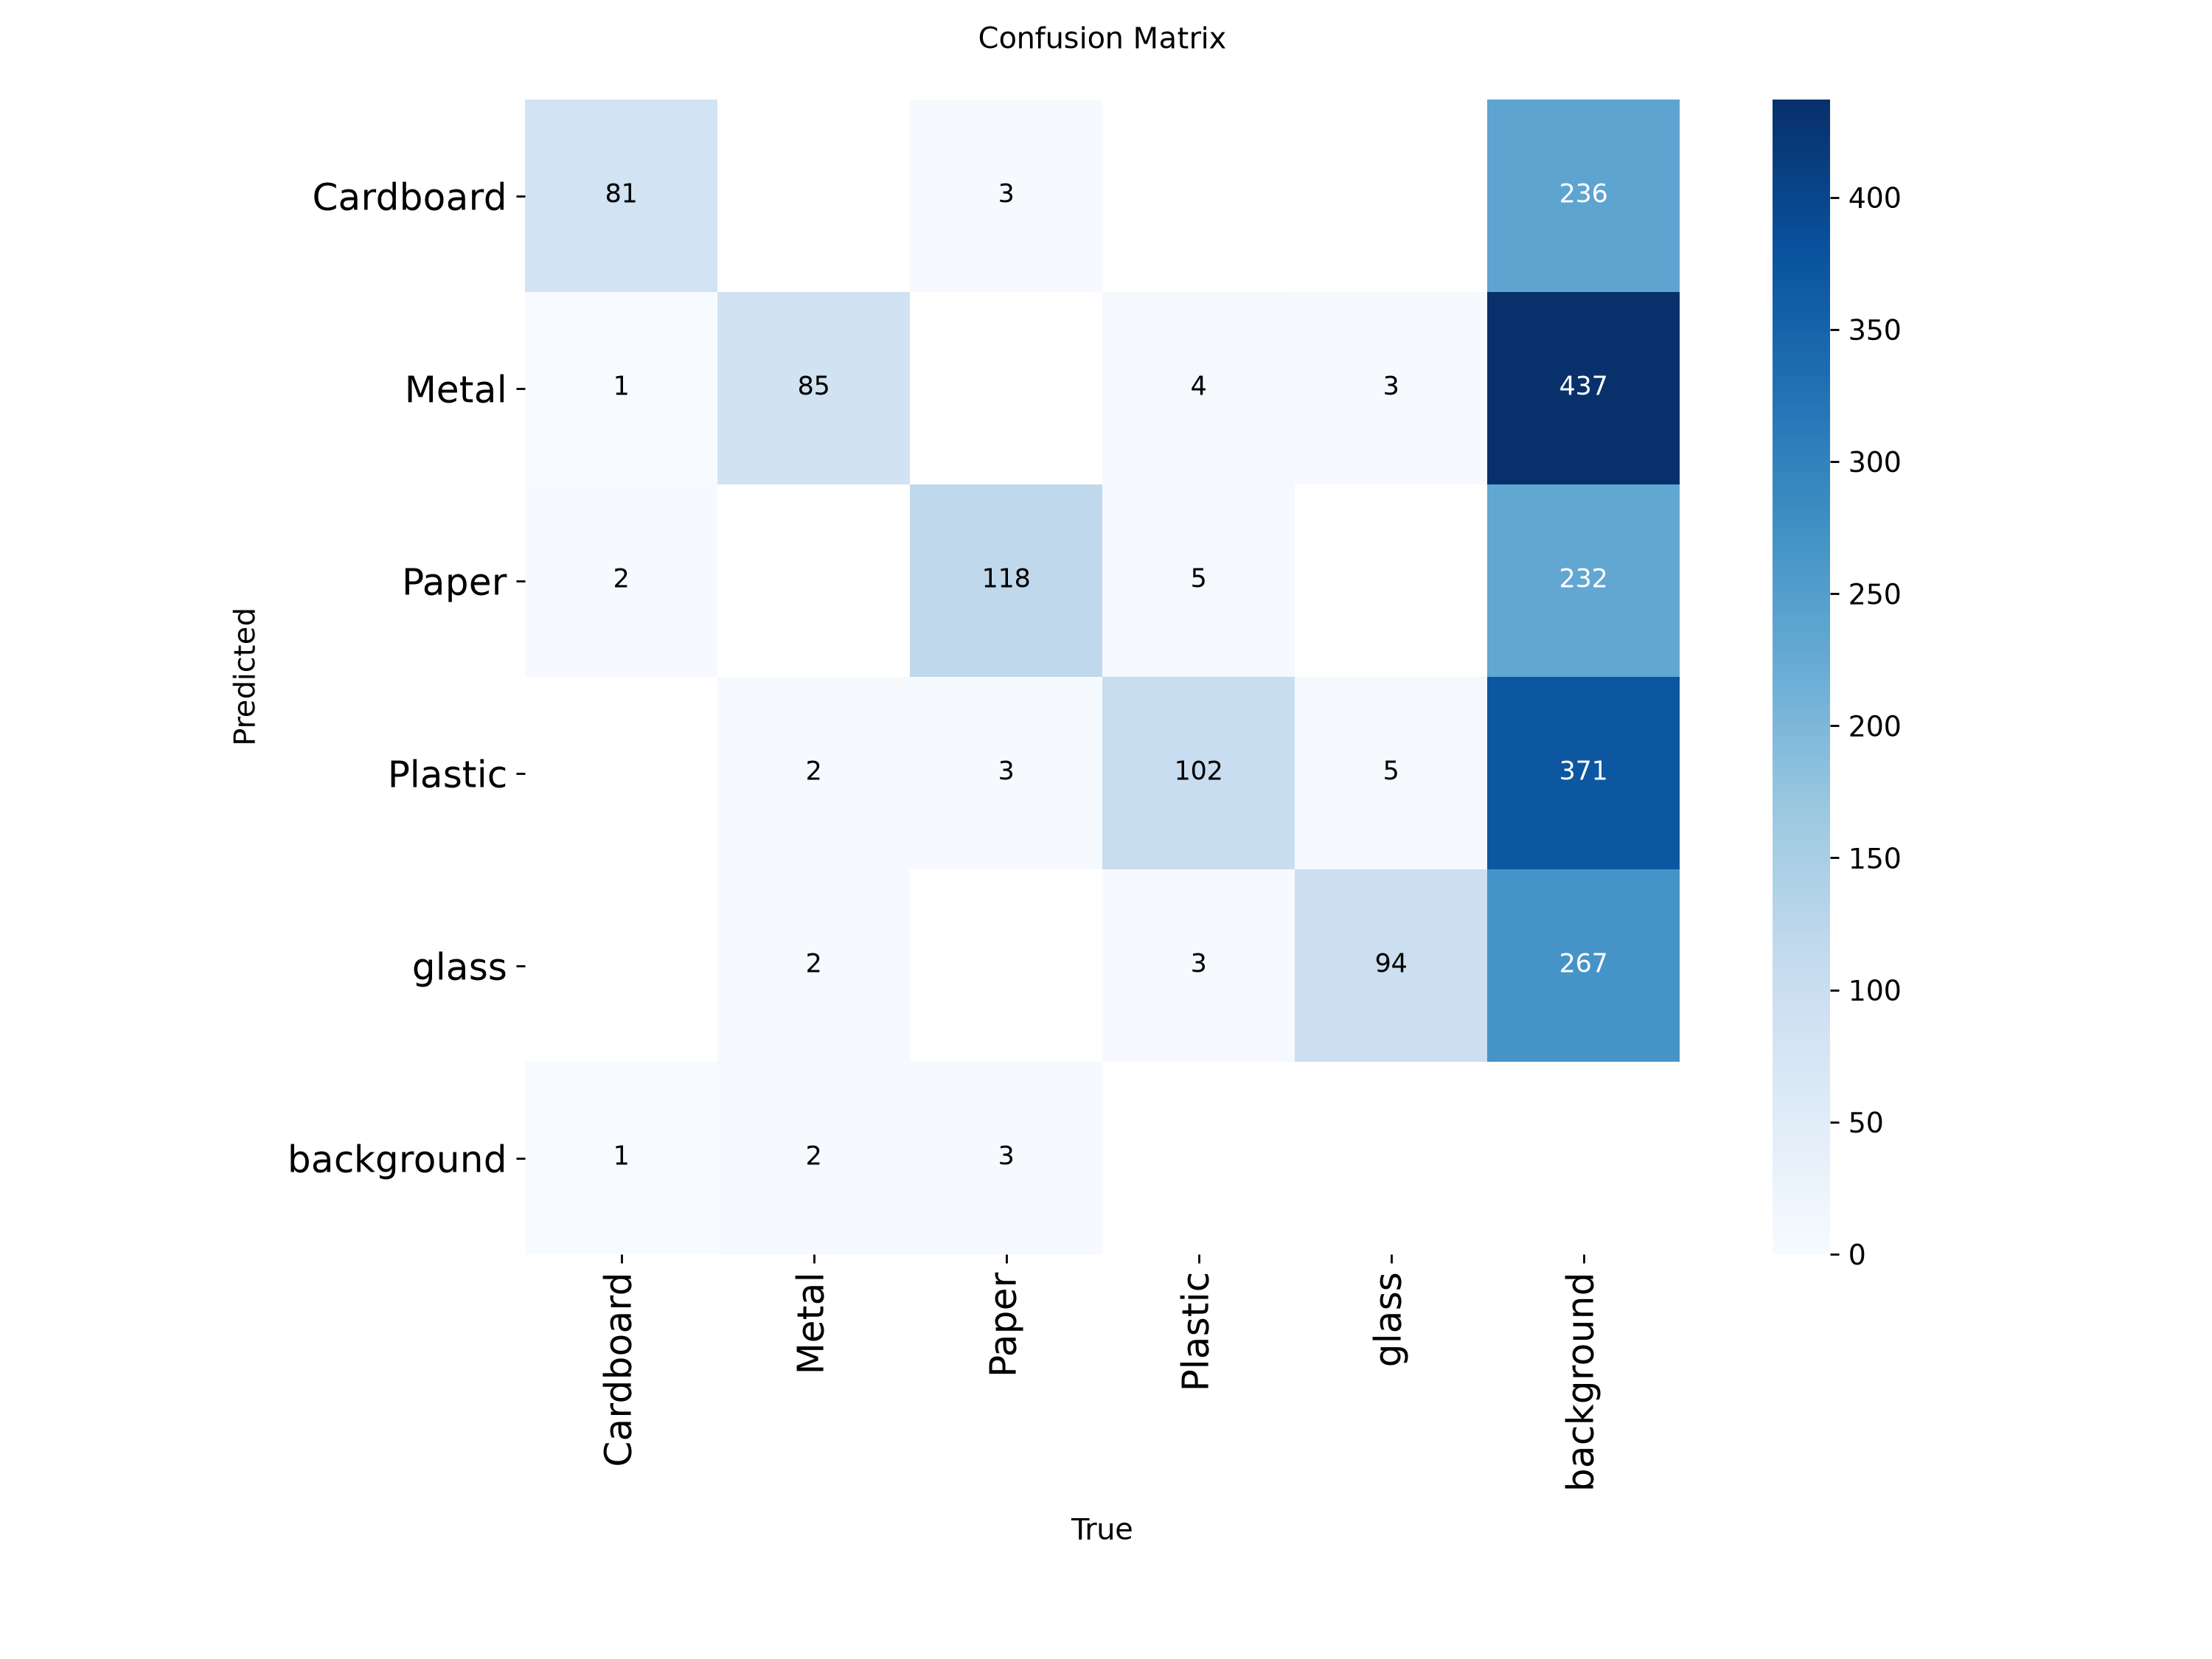 Confusion Matrix
Cardboard 81 3 236
Metal 1 85 4 3 437
Paper 2 118 5 232
Plastic 2 3 102 5 371
glass 2 3 94 267
background 1 2 3
Cardboard Metal Paper Plastic glass background
True
Predicted
400
350
300
250
200
150
100
50
0